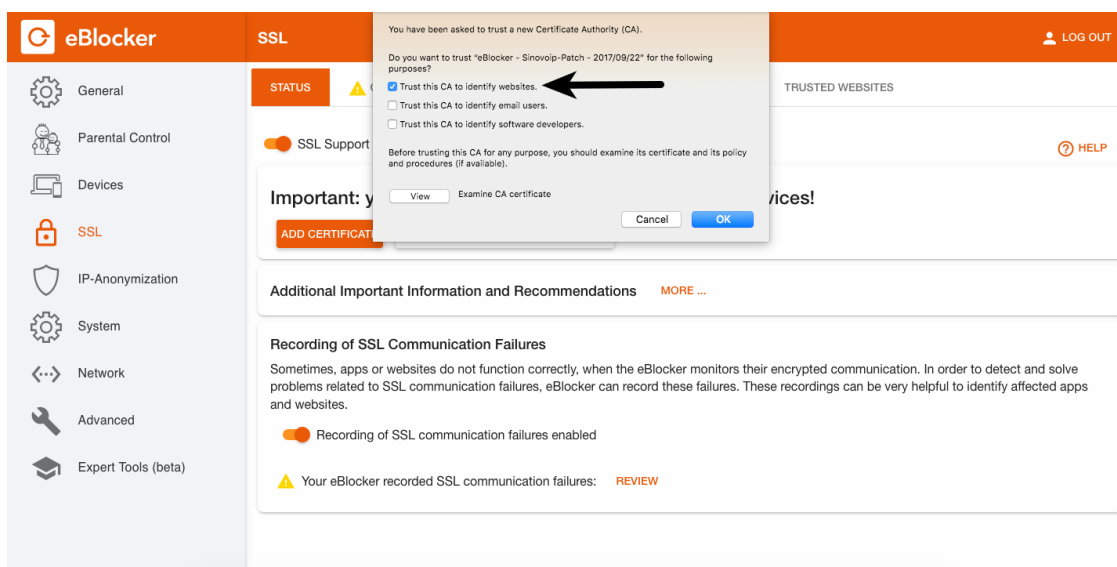 eBlocker
SSL
LOG OUT
You have been asked to trust a new Certificate Authority (CA).
Do you want to trust "eBlocker - Sinovoip-Patch - 2017/09/22" for the following
purposes?
Trust this CA to identify websites.
Trust this CA to identify email users.
Trust this CA to identify software developers.
Before trusting this CA for any purpose, you should examine its certificate and its policy
and procedures (if available).
View
Examine CA certificate
Cancel
OK
General
Parental Control
Devices
SSL
IP-Anonymization
System
Network
Advanced
Expert Tools (beta)
STATUS
TRUSTED WEBSITES
SSL Support
HELP
Important:
ADD CERTIFICAT
Additional Important Information and Recommendations
MORE ...
Recording of SSL Communication Failures
Sometimes, apps or websites do not function correctly, when the eBlocker monitors their encrypted communication. In order to detect and solve
problems related to SSL communication failures, eBlocker can record these failures. These recordings can be very helpful to identify affected apps
and websites.
Recording of SSL communication failures enabled
Your eBlocker recorded SSL communication failures:
REVIEW